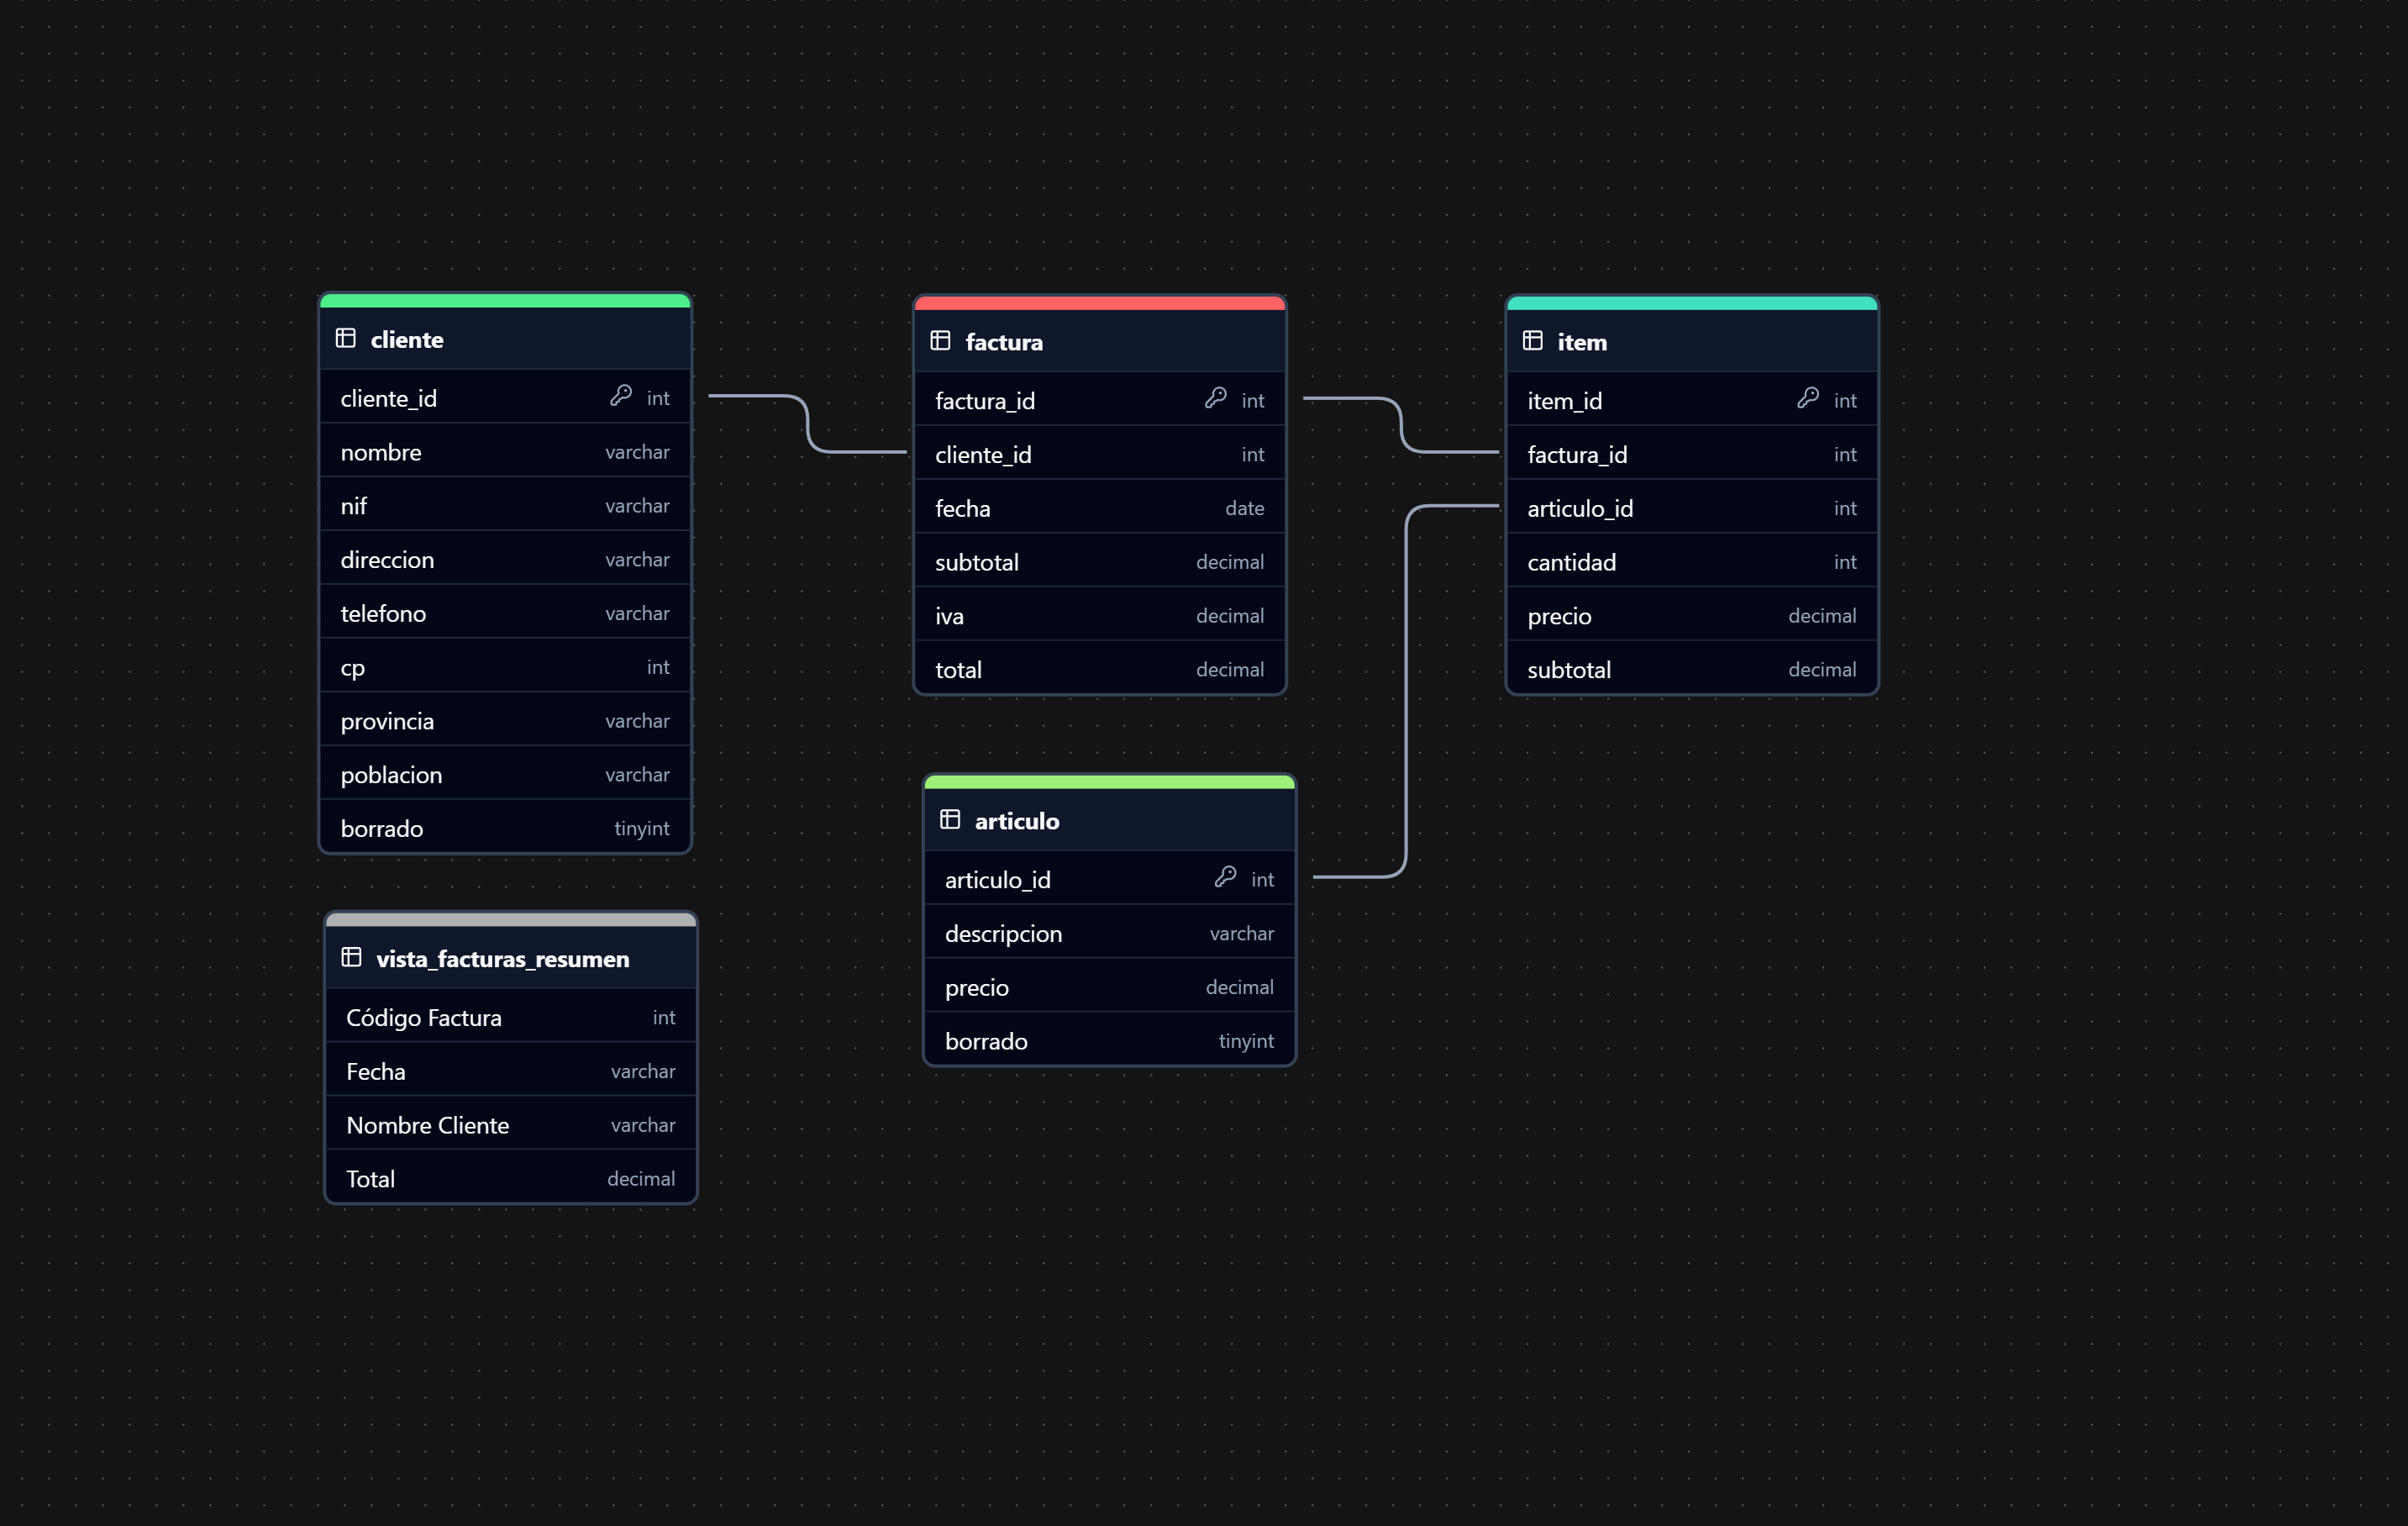 cliente
cliente_id int
nombre varchar
nif varchar
direccion varchar
telefono varchar
cp int
provincia varchar
poblacion varchar
borrado tinyint
factura
factura_id int
cliente_id int
fecha date
subtotal decimal
iva decimal
total decimal
item
item_id int
factura_id int
articulo_id int
cantidad int
precio decimal
subtotal decimal
articulo
articulo_id int
descripcion varchar
precio decimal
borrado tinyint
vista_facturas_resumen
Código Factura int
Fecha varchar
Nombre Cliente varchar
Total decimal